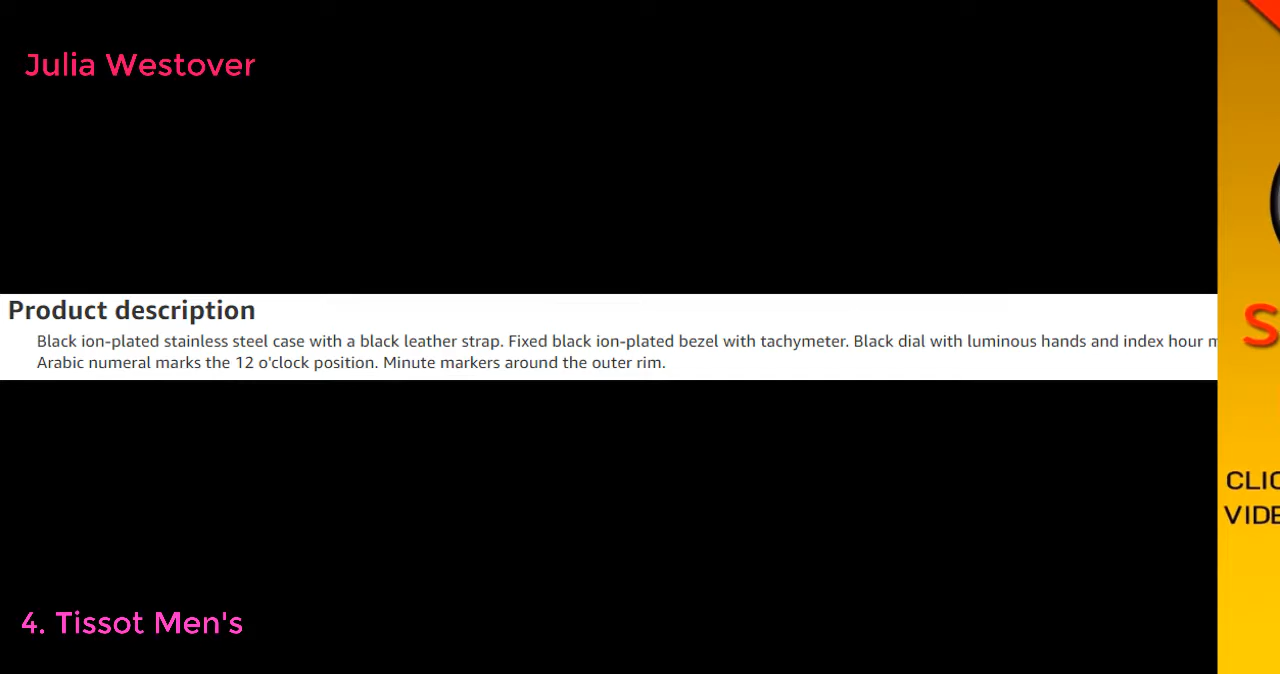 Julia Westover
Product description
Black ion-plated stainless steel case with a black leather strap. Fixed black ion-plated bezel with tachymeter. Black dial with luminous hands and index hour
Arabic numeral marks the 12 o'clock position. Minute markers around the outer rim.
4. Tissot Men's